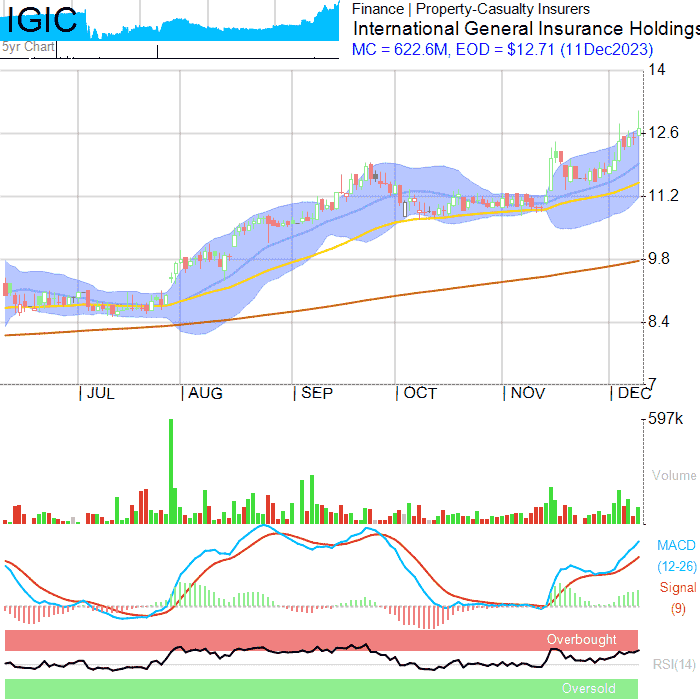 IGIC
5yr Chart
Finance | Property-Casualty Insurers
International General Insurance Holdings
MC = 622.6M, EOD = $12.71 (11Dec2023)
14
12.6
11.2
9.8
8.4
7
JUL AUG SEP OCT NOV DEC
597k
Volume
MACD
(12-26)
Signal
(9)
Overbought
RSI(14)
Oversold